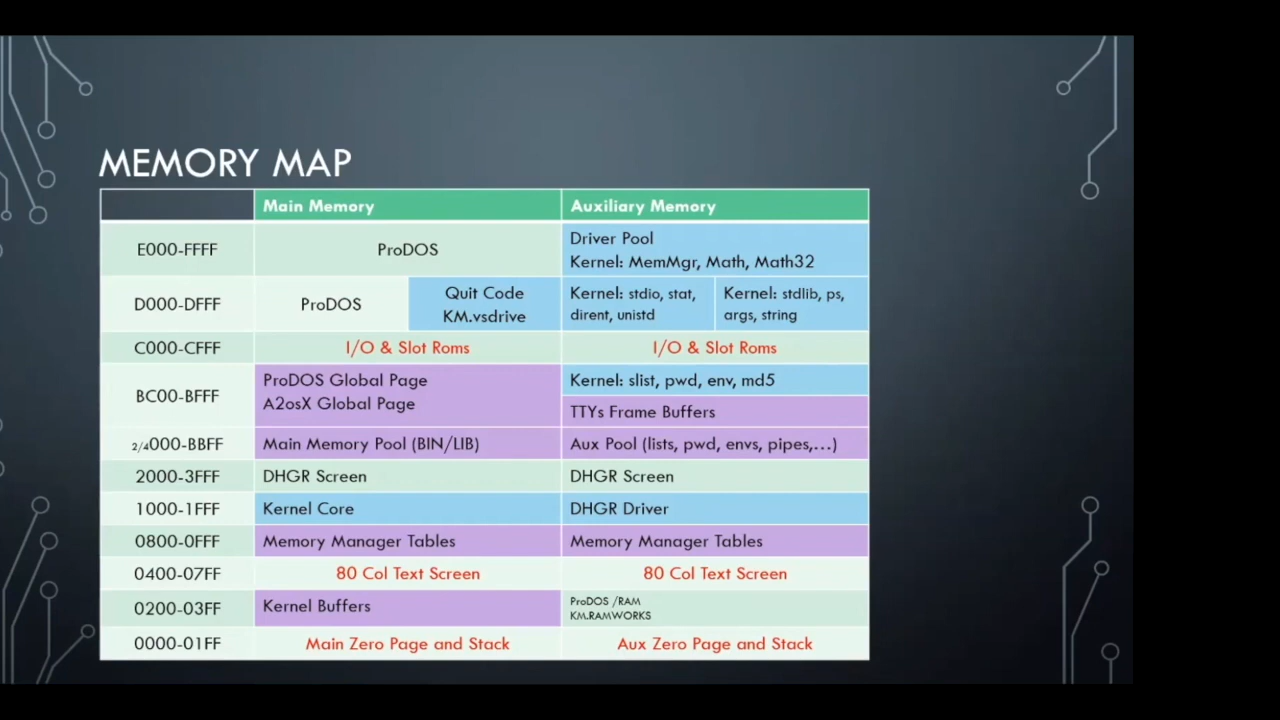 MEMORY MAP
Main Memory
Auxiliary Memory
E000-FFFF
ProDOS
Driver Pool
Kernel: MemMgr, Math, Math32
D000-DFFF
ProDOS
Quit Code
KM.vsdrive
Kernel: stdio, stat,
dirent, unistd
Kernel: stdlib, ps,
args, string
C000-CFFF
I/O & Slot Roms
I/O & Slot Roms
BC00-BFFF
ProDOS Global Page
A2osX Global Page
Kernel: slist, pwd, env, md5
TTYs Frame Buffers
2/4000-BBFF
Main Memory Pool (BIN/LIB)
Aux Pool (lists, pwd, envs, pipes,...)
2000-3FFF
DHGR Screen
DHGR Screen
1000-1FFF
Kernel Core
DHGR Driver
0800-0FFF
Memory Manager Tables
Memory Manager Tables
0400-07FF
80 Col Text Screen
80 Col Text Screen
0200-03FF
Kernel Buffers
ProDOS /RAM
KM.RAMWORKS
0000-01FF
Main Zero Page and Stack
Aux Zero Page and Stack